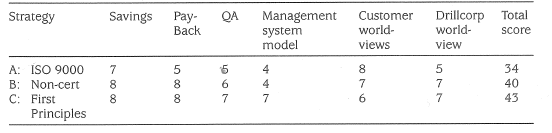 Strategy Savings Pay- QA Management Customer Drillcorp Total
Back system world- world- score
model views view
A: ISO 9000 7 5 5 4 8 5 34
B: Non-cert 8 8 6 4 7 7 40
C: First 8 8 7 7 6 7 43
Principles